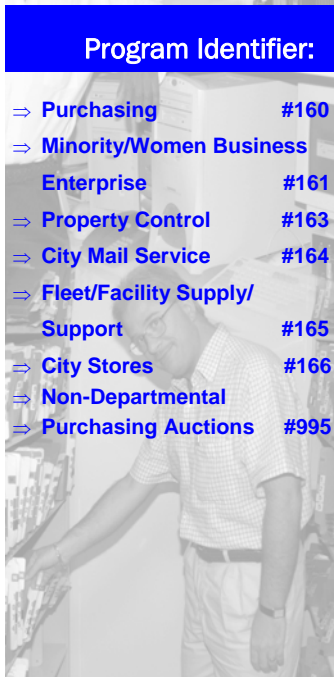 Program Identifier:
⇒ Purchasing #160
⇒ Minority/Women Business
Enterprise #161
⇒ Property Control #163
⇒ City Mail Service #164
⇒ Fleet/Facility Supply/
Support #165
⇒ City Stores #166
⇒ Non-Departmental
⇒ Purchasing Auctions #995